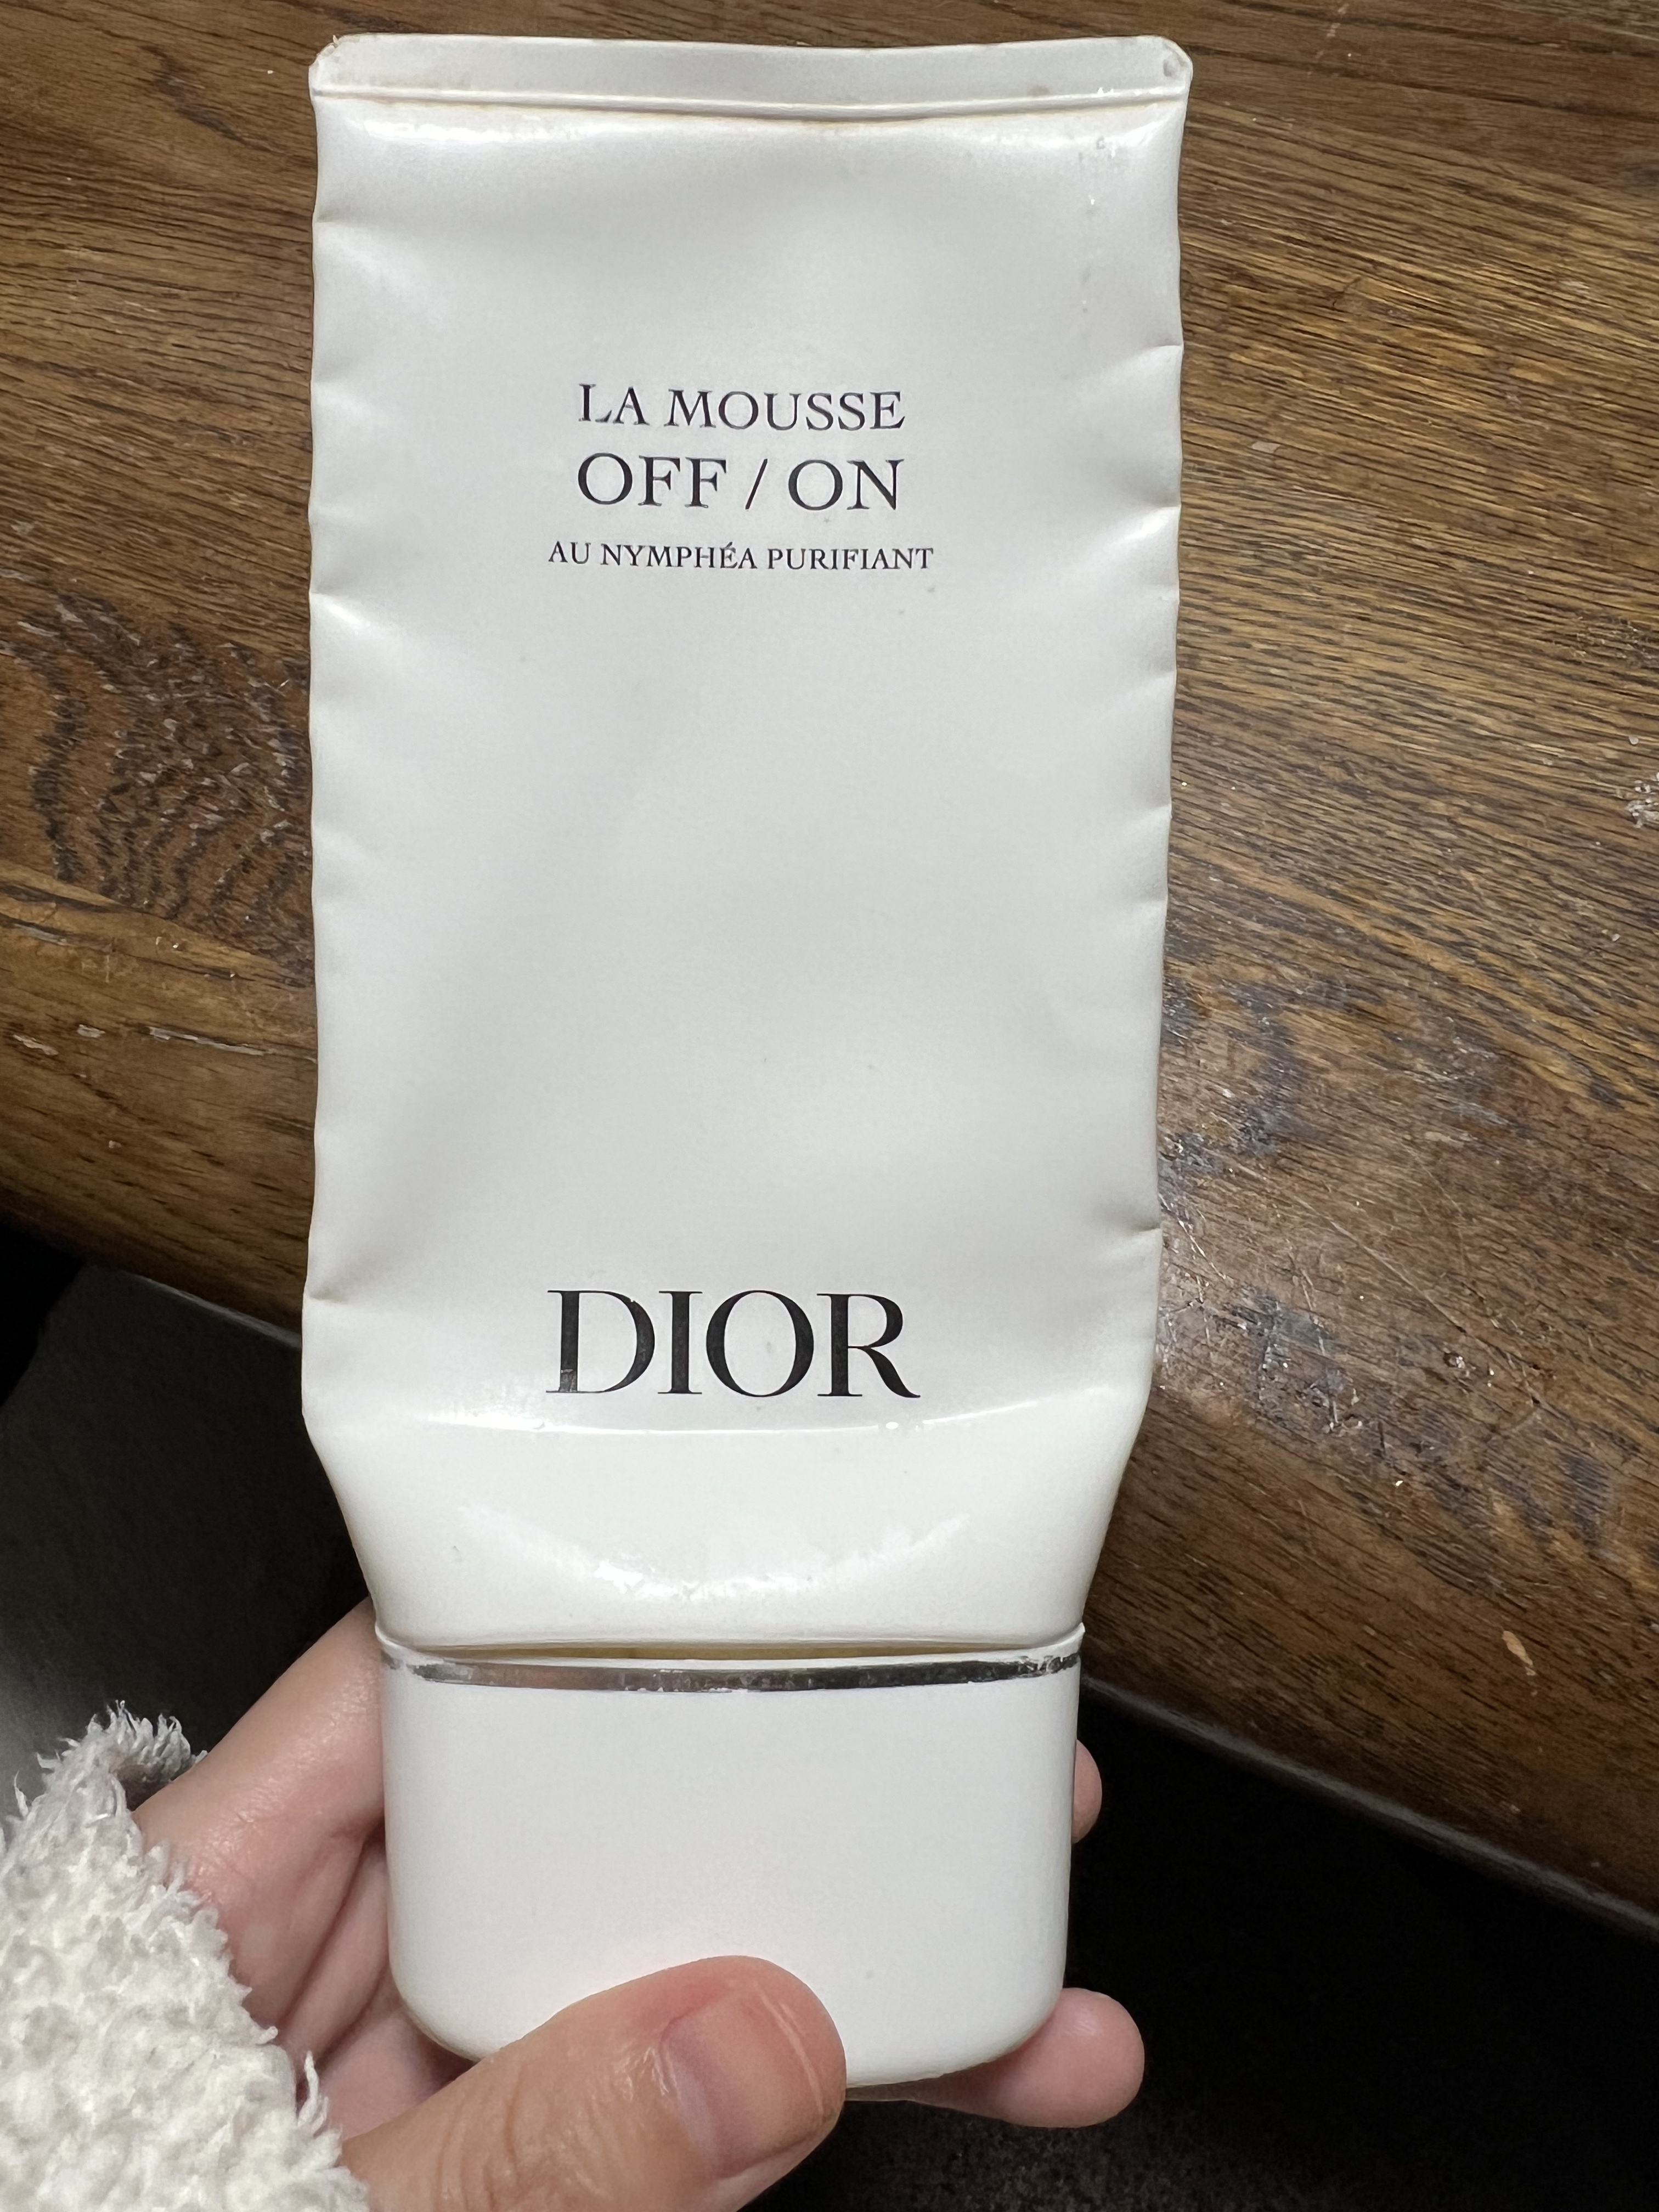 LA MOUSSE
OFF / ON
AU NYMPHÉA PURIFIANT
DIOR